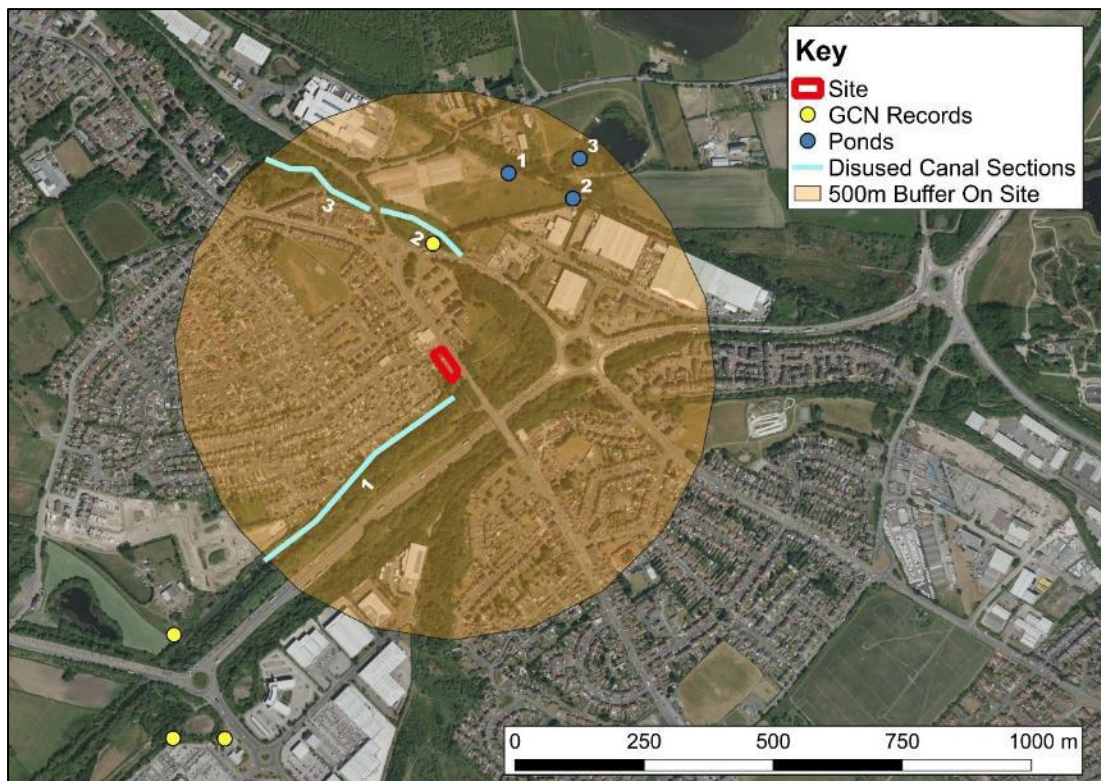 Key
Site
GCN Records
Ponds
Disused Canal Sections
500m Buffer On Site
1
3
2
3
2
1
0 250 500 750 1000 m